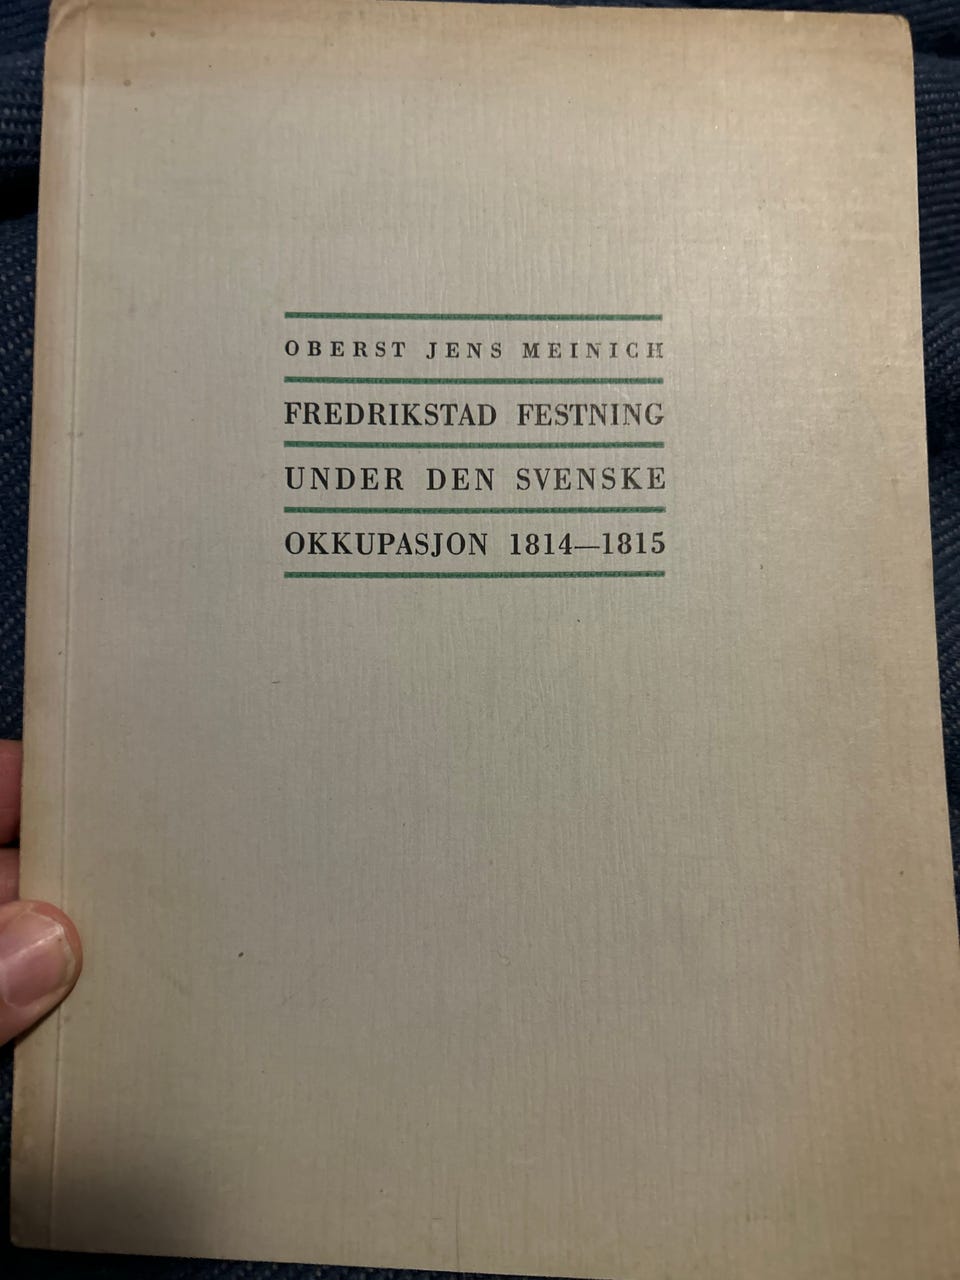 OBERST JENS MEINICH
FREDRIKSTAD FESTNING
UNDER DEN SVENSKE
OKKUPASJON 1814—1815